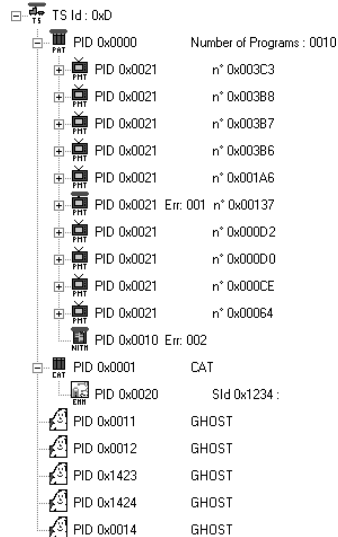 TS Id : 0xD
TS
PID 0x0000 Number of Programs : 0010
PAT
PID 0x0021 n° 0x003C3
PMT
PID 0x0021 n° 0x003B8
PMT
PID 0x0021 n° 0x003B7
PMT
PID 0x0021 n° 0x003B6
PMT
PID 0x0021 n° 0x001A6
PMT
PID 0x0021 Err: 001 n° 0x00137
PMT
PID 0x0021 n° 0x000D2
PMT
PID 0x0021 n° 0x000D0
PMT
PID 0x0021 n° 0x000CE
PMT
PID 0x0021 n° 0x00064
PMT
PID 0x0010 Err: 002
NITM
PID 0x0001 CAT
CAT
PID 0x0020 SId 0x1234 :
EMM
PID 0x0011 GHOST
PID 0x0012 GHOST
PID 0x1423 GHOST
PID 0x1424 GHOST
PID 0x0014 GHOST